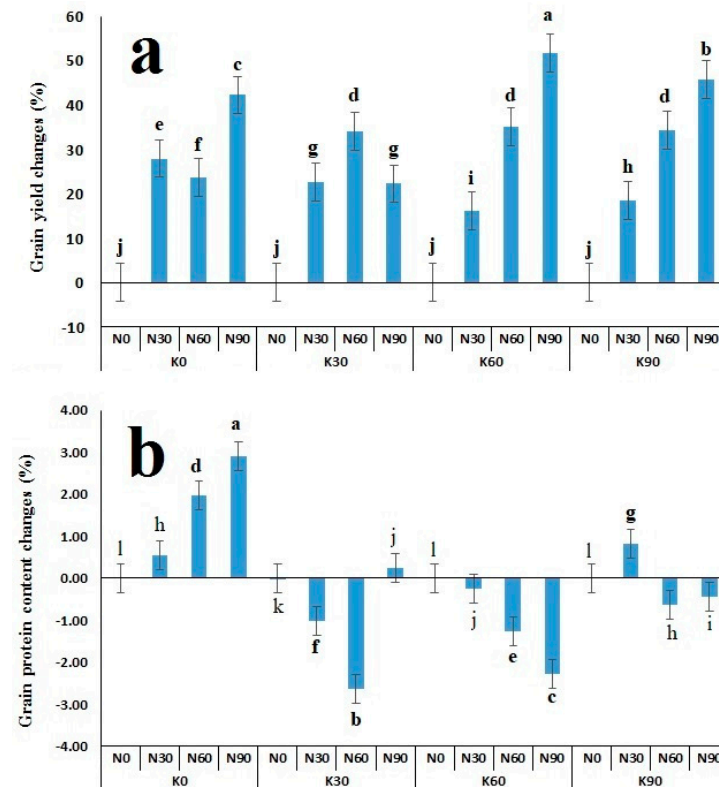 a
Grain yield changes (%)
60
50
40
30
20
10
0
-10
j e f c j g d g j i d a j h d b
N0 N30 N60 N90 N0 N30 N60 N90 N0 N30 N60 N90 N0 N30 N60 N90
K0 K30 K60 K90
b
Grain protein content changes (%)
4.00
3.00
2.00
1.00
0.00
-1.00
-2.00
-3.00
-4.00
l h d a k f b j l j e c l g h i
N0 N30 N60 N90 N0 N30 N60 N90 N0 N30 N60 N90 N0 N30 N60 N90
K0 K30 K60 K90